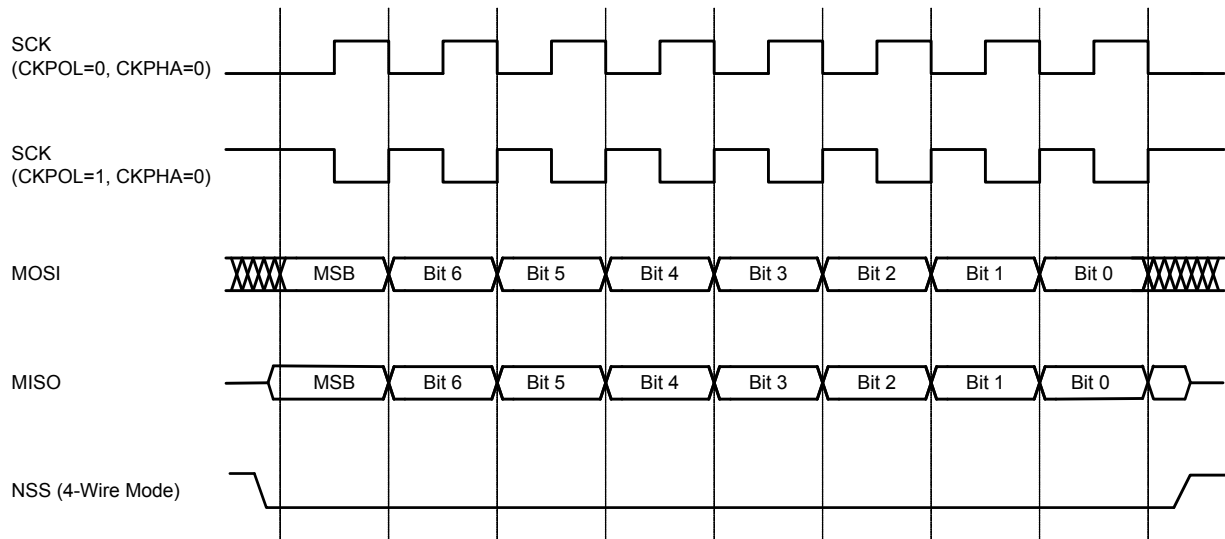 SCK
(CKPOL=0, CKPHA=0)
SCK
(CKPOL=1, CKPHA=0)
MOSI MSB Bit 6 Bit 5 Bit 4 Bit 3 Bit 2 Bit 1 Bit 0
MISO MSB Bit 6 Bit 5 Bit 4 Bit 3 Bit 2 Bit 1 Bit 0
NSS (4-Wire Mode)